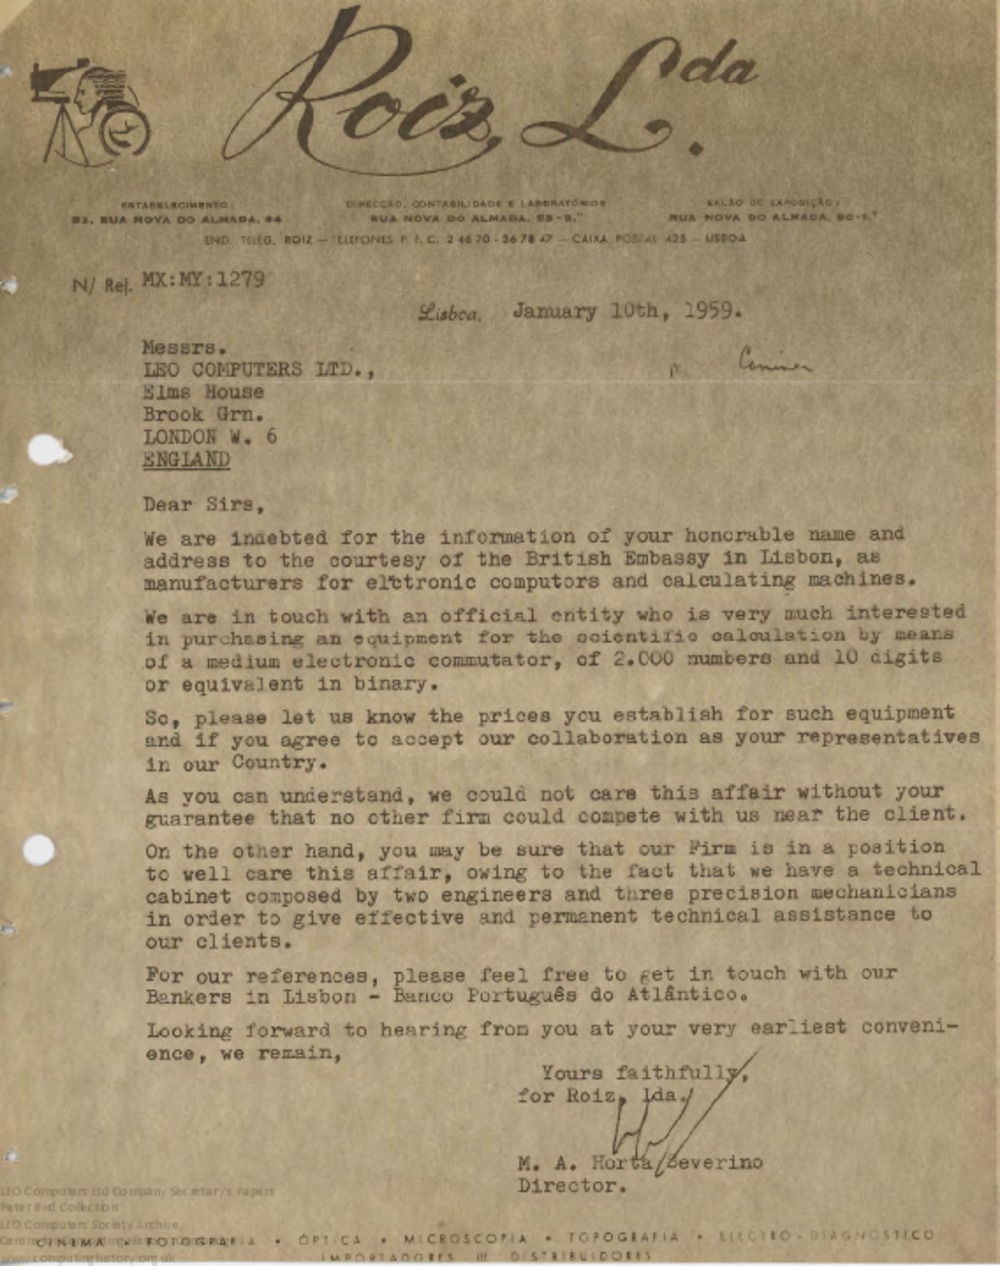 Roiz, L.da
ESTABELECIMENTO:
82, RUA NOVA DO ALMADA, 84
DIRECÇÃO, CONTABILIDADE E LABORATÓRIOS
RUA NOVA DO ALMADA,
SALÃO DE EXPOSIÇÃO:
RUA NOVA DO ALMADA,
END. TELEG. ROIZ — TELEFONES P. P. C. 2 46 70 - 3 67 8 47 — CAIXA POSTAL 425 — LISBOA
N/ Ref. MX:MY:1279
Lisboa, January 10th, 1959.
Messrs.
LEO COMPUTERS LTD.,
Elms House
Brook Grn.
LONDON W. 6
ENGLAND
Dear Sirs,
We are indebted for the information of your honorable name and
address to the courtesy of the British Embassy in Lisbon, as
manufacturers for elctronic computors and calculating machines.
We are in touch with an official entity who is very much interested
in purchasing an equipment for the scientific calculation by means
of a medium electronic commutator, of 2.000 numbers and 10 digits
or equivalent in binary.
So, please let us know the prices you establish for such equipment
and if you agree to accept our collaboration as your representatives
in our Country.
As you can understand, we could not care this affair without your
guarantee that no other firm could compete with us near the client.
On the other hand, you may be sure that our Firm is in a position
to well care this affair, owing to the fact that we have a technical
cabinet composed by two engineers and three precision mechanicians
in order to give effective and permanent technical assistance to
our clients.
For our references, please feel free to get in touch with our
Bankers in Lisbon - Banco Português do Atlântico.
Looking forward to hearing from you at your very earliest conveni-
ence, we remain,
Yours faithfully,
for Roiz, Lda.
M. A. Horta Severino
Director.
LEO Computers Ltd Company Secretary's Papers
Peter Bird Collection
LEO Computers Society Archive,
CINEMA • FOTOGRAFIA • ÓPTICA • MICROSCOPIA • TOPOGRAFIA • ELECTRO-DIAGNÓSTICO
IMPORTADORES DISTRIBUIDORES
www.computinghistory.org.uk